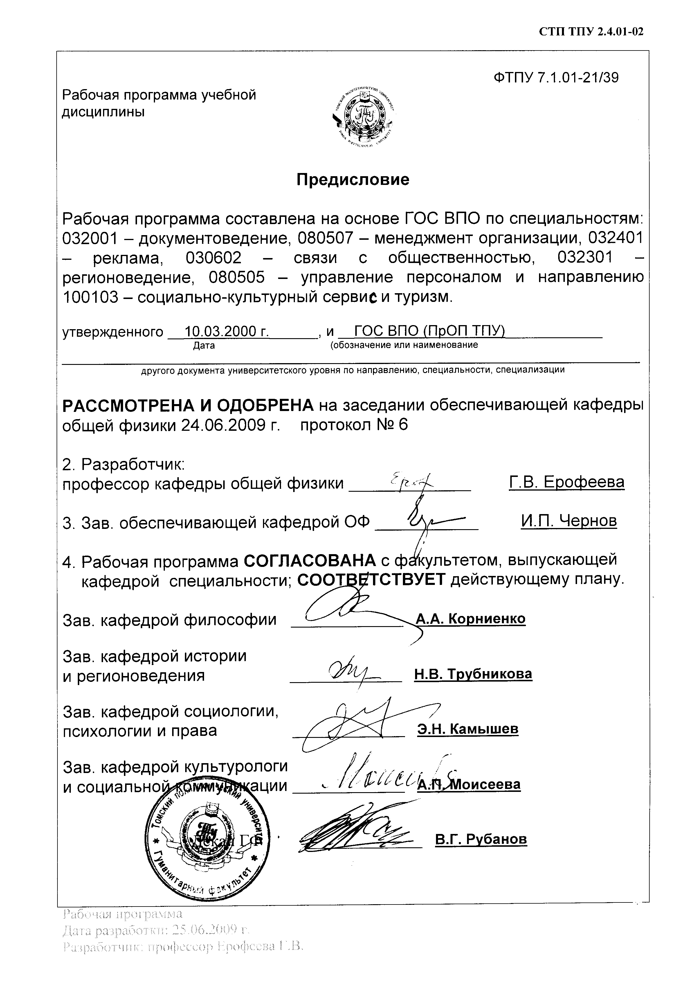 СТП ТПУ 2.4.01-02
ФТПУ 7.1.01-21/39
Рабочая программа учебной
дисциплины
ТОМСКИЙ ПОЛИТЕХНИЧЕСКИЙ УНИВЕРСИТЕТ
TOMSK POLYTECHNICAL UNIVERSITY
Предисловие
Рабочая программа составлена на основе ГОС ВПО по специальностям:
032001 – документоведение, 080507 – менеджмент организации, 032401
– реклама, 030602 – связи с общественностью, 032301 –
регионоведение, 080505 – управление персоналом и направлению
100103 – социально-культурный сервис и туризм.
утвержденного 10.03.2000 г. , и ГОС ВПО (ПрОП ТПУ)
Дата (обозначение или наименование
другого документа университетского уровня по направлению, специальности, специализации
РАССМОТРЕНА И ОДОБРЕНА на заседании обеспечивающей кафедры
общей физики 24.06.2009 г. протокол № 6
2. Разработчик:
профессор кафедры общей физики Г.В. Ерофеева
3. Зав. обеспечивающей кафедрой ОФ И.П. Чернов
4. Рабочая программа СОГЛАСОВАНА с факультетом, выпускающей
кафедрой специальности; СООТВЕТСТВУЕТ действующему плану.
Зав. кафедрой философии А.А. Корниенко
Зав. кафедрой истории
и регионоведения Н.В. Трубникова
Зав. кафедрой социологии,
психологии и права Э.Н. Камышев
Зав. кафедрой культурологи
и социальной коммуникации А.П. Моисеева
Томский политехнический университет
Декан ГФ В.Г. Рубанов
Гуманитарный факультет
Рабочая программа
Дата разработки: 25.06.2009 г.
Разработчик: профессор Ерофеева Г.В.